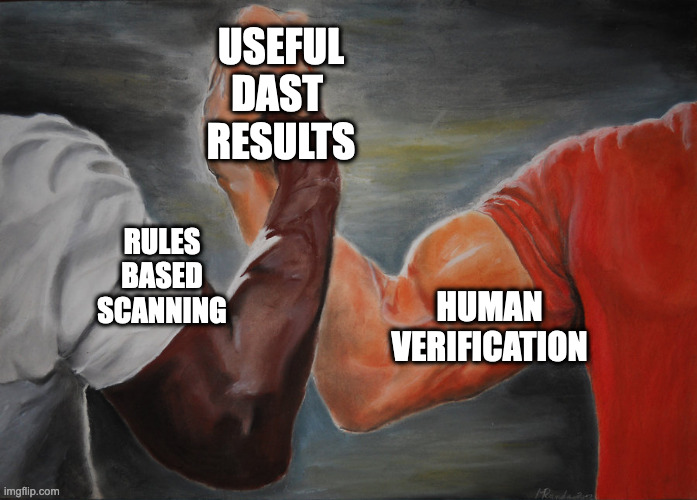 USEFUL
DAST
RESULTS
RULES
BASED
SCANNING
HUMAN
VERIFICATION
imgflip.com